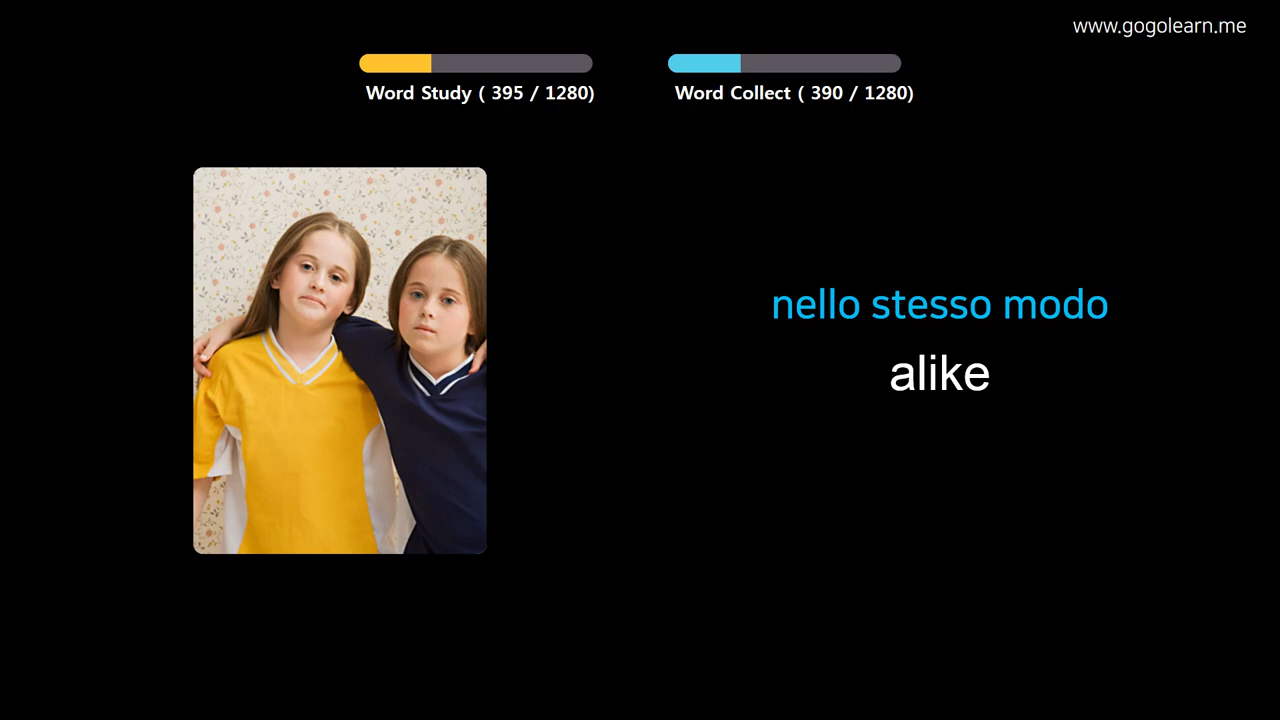 www.gogolearn.me
Word Study ( 395 / 1280)
Word Collect ( 390 / 1280)
nello stesso modo
alike